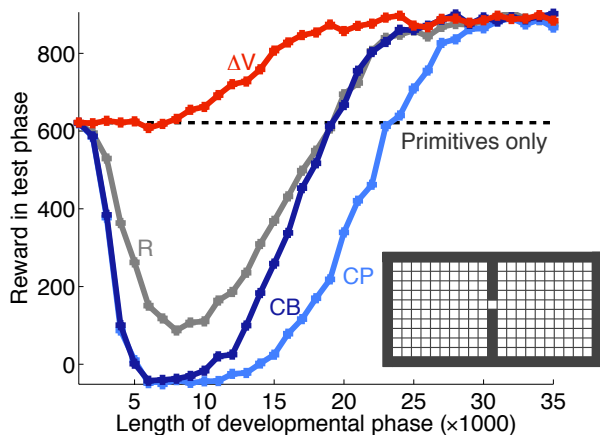 Reward in test phase
800
600
400
200
0
ΔV
Primitives only
R
CB
CP
5
10
15
20
25
30
35
Length of developmental phase (×1000)